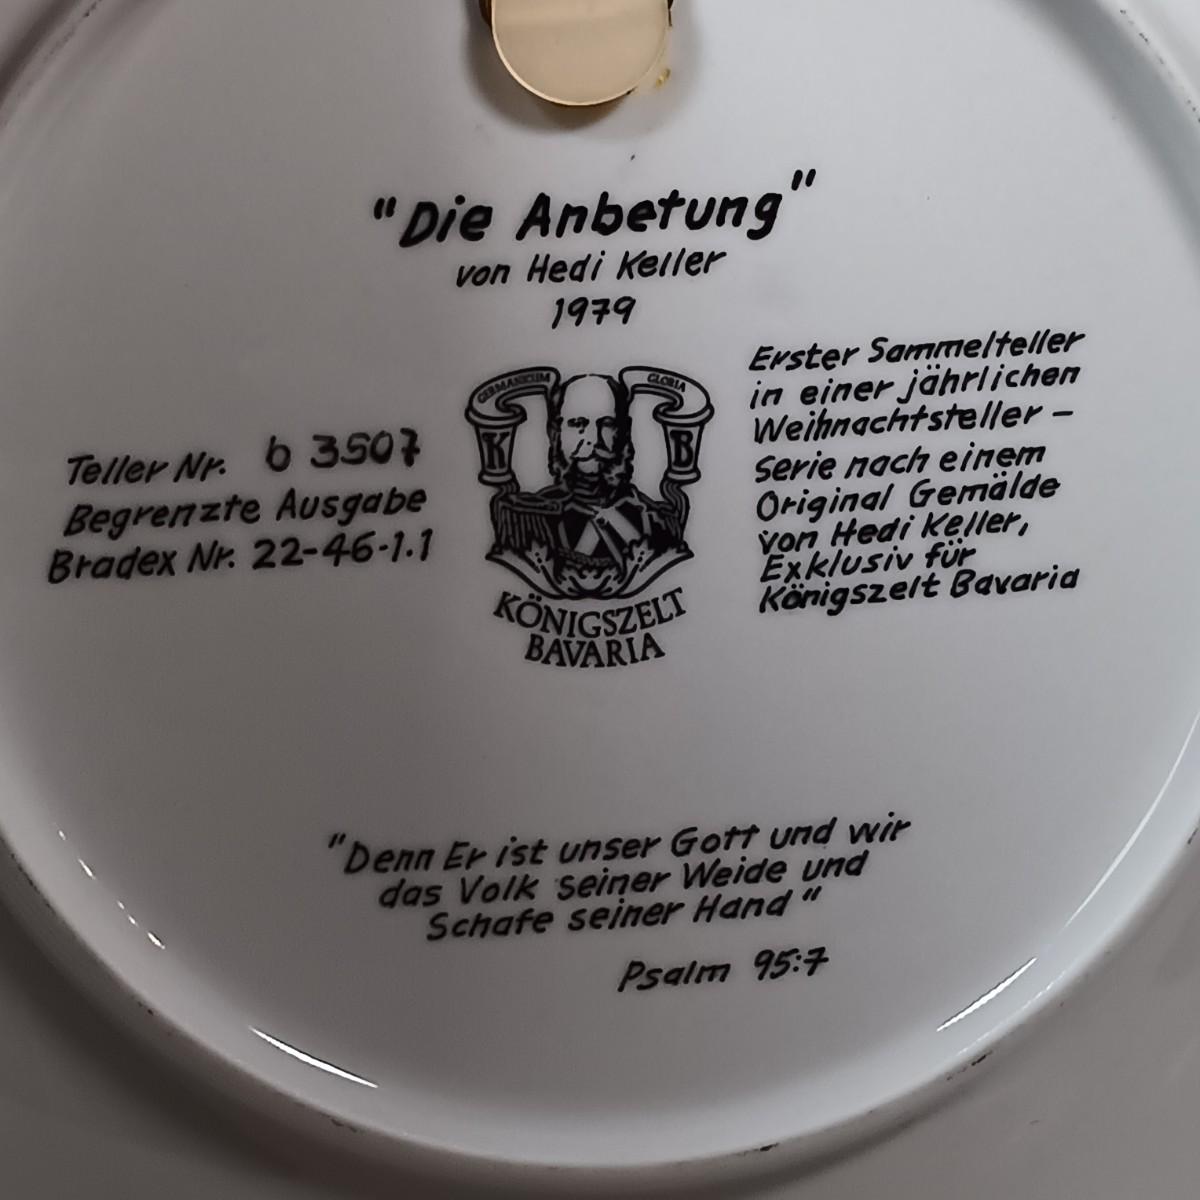 "Die Anbetung"
von Hedi Keller
1979
Teller Nr. b 3507
Begrenzte Ausgabe
Bradex Nr. 22-46-1.1
GERMANICUM GLORIA
K B
KÖNIGSZELT
BAVARIA
Erster Sammelteller
in einer jährlichen
Weihnachtsteller –
serie nach einem
Original Gemälde
von Hedi Keller,
Exklusiv für
Königszelt Bavaria
"Denn Er ist unser Gott und wir
das Volk seiner Weide und
Schafe seiner Hand"
Psalm 95:7